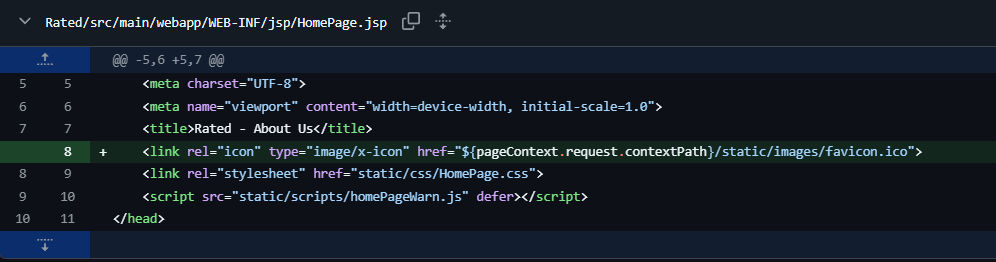 Rated/src/main/webapp/WEB-INF/jsp/HomePage.jsp
@@ -5,6 +5,7 @@
5 5 <meta charset="UTF-8">
6 6 <meta name="viewport" content="width=device-width, initial-scale=1.0">
7 7 <title>Rated - About Us</title>
8 + <link rel="icon" type="image/x-icon" href="${pageContext.request.contextPath}/static/images/favicon.ico">
8 9 <link rel="stylesheet" href="static/css/HomePage.css">
9 10 <script src="static/scripts/homePageWarn.js" defer></script>
10 11 </head>